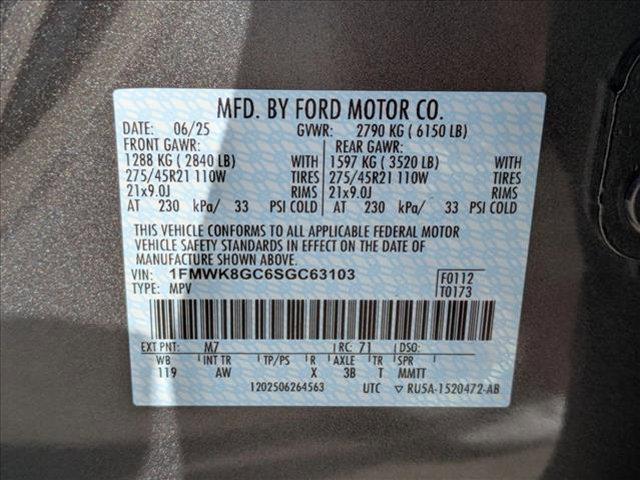 MFD. BY FORD MOTOR CO.
DATE: 06/25 GVWR: 2790 KG ( 6150 LB)
FRONT GAWR: REAR GAWR:
1288 KG ( 2840 LB) WITH 1597 KG ( 3520 LB) WITH
275/45R21 110W TIRES 275/45R21 110W TIRES
21x9.0J RIMS 21x9.0J RIMS
AT 230 kPa/ 33 PSI COLD AT 230 kPa/ 33 PSI COLD
THIS VEHICLE CONFORMS TO ALL APPLICABLE FEDERAL MOTOR
VEHICLE SAFETY STANDARDS IN EFFECT ON THE DATE OF
MANUFACTURE SHOWN ABOVE.
VIN: 1FMWK8GC6SGC63103 F0112
TYPE: MPV T0173
EXT PNT: M7 RC: 71 DSO:
WB INT TR TP/PS R AXLE TR SPR
119 AW X 3B T MMTT
1202506264563 UTC ▽ RU5A-1520472-AB